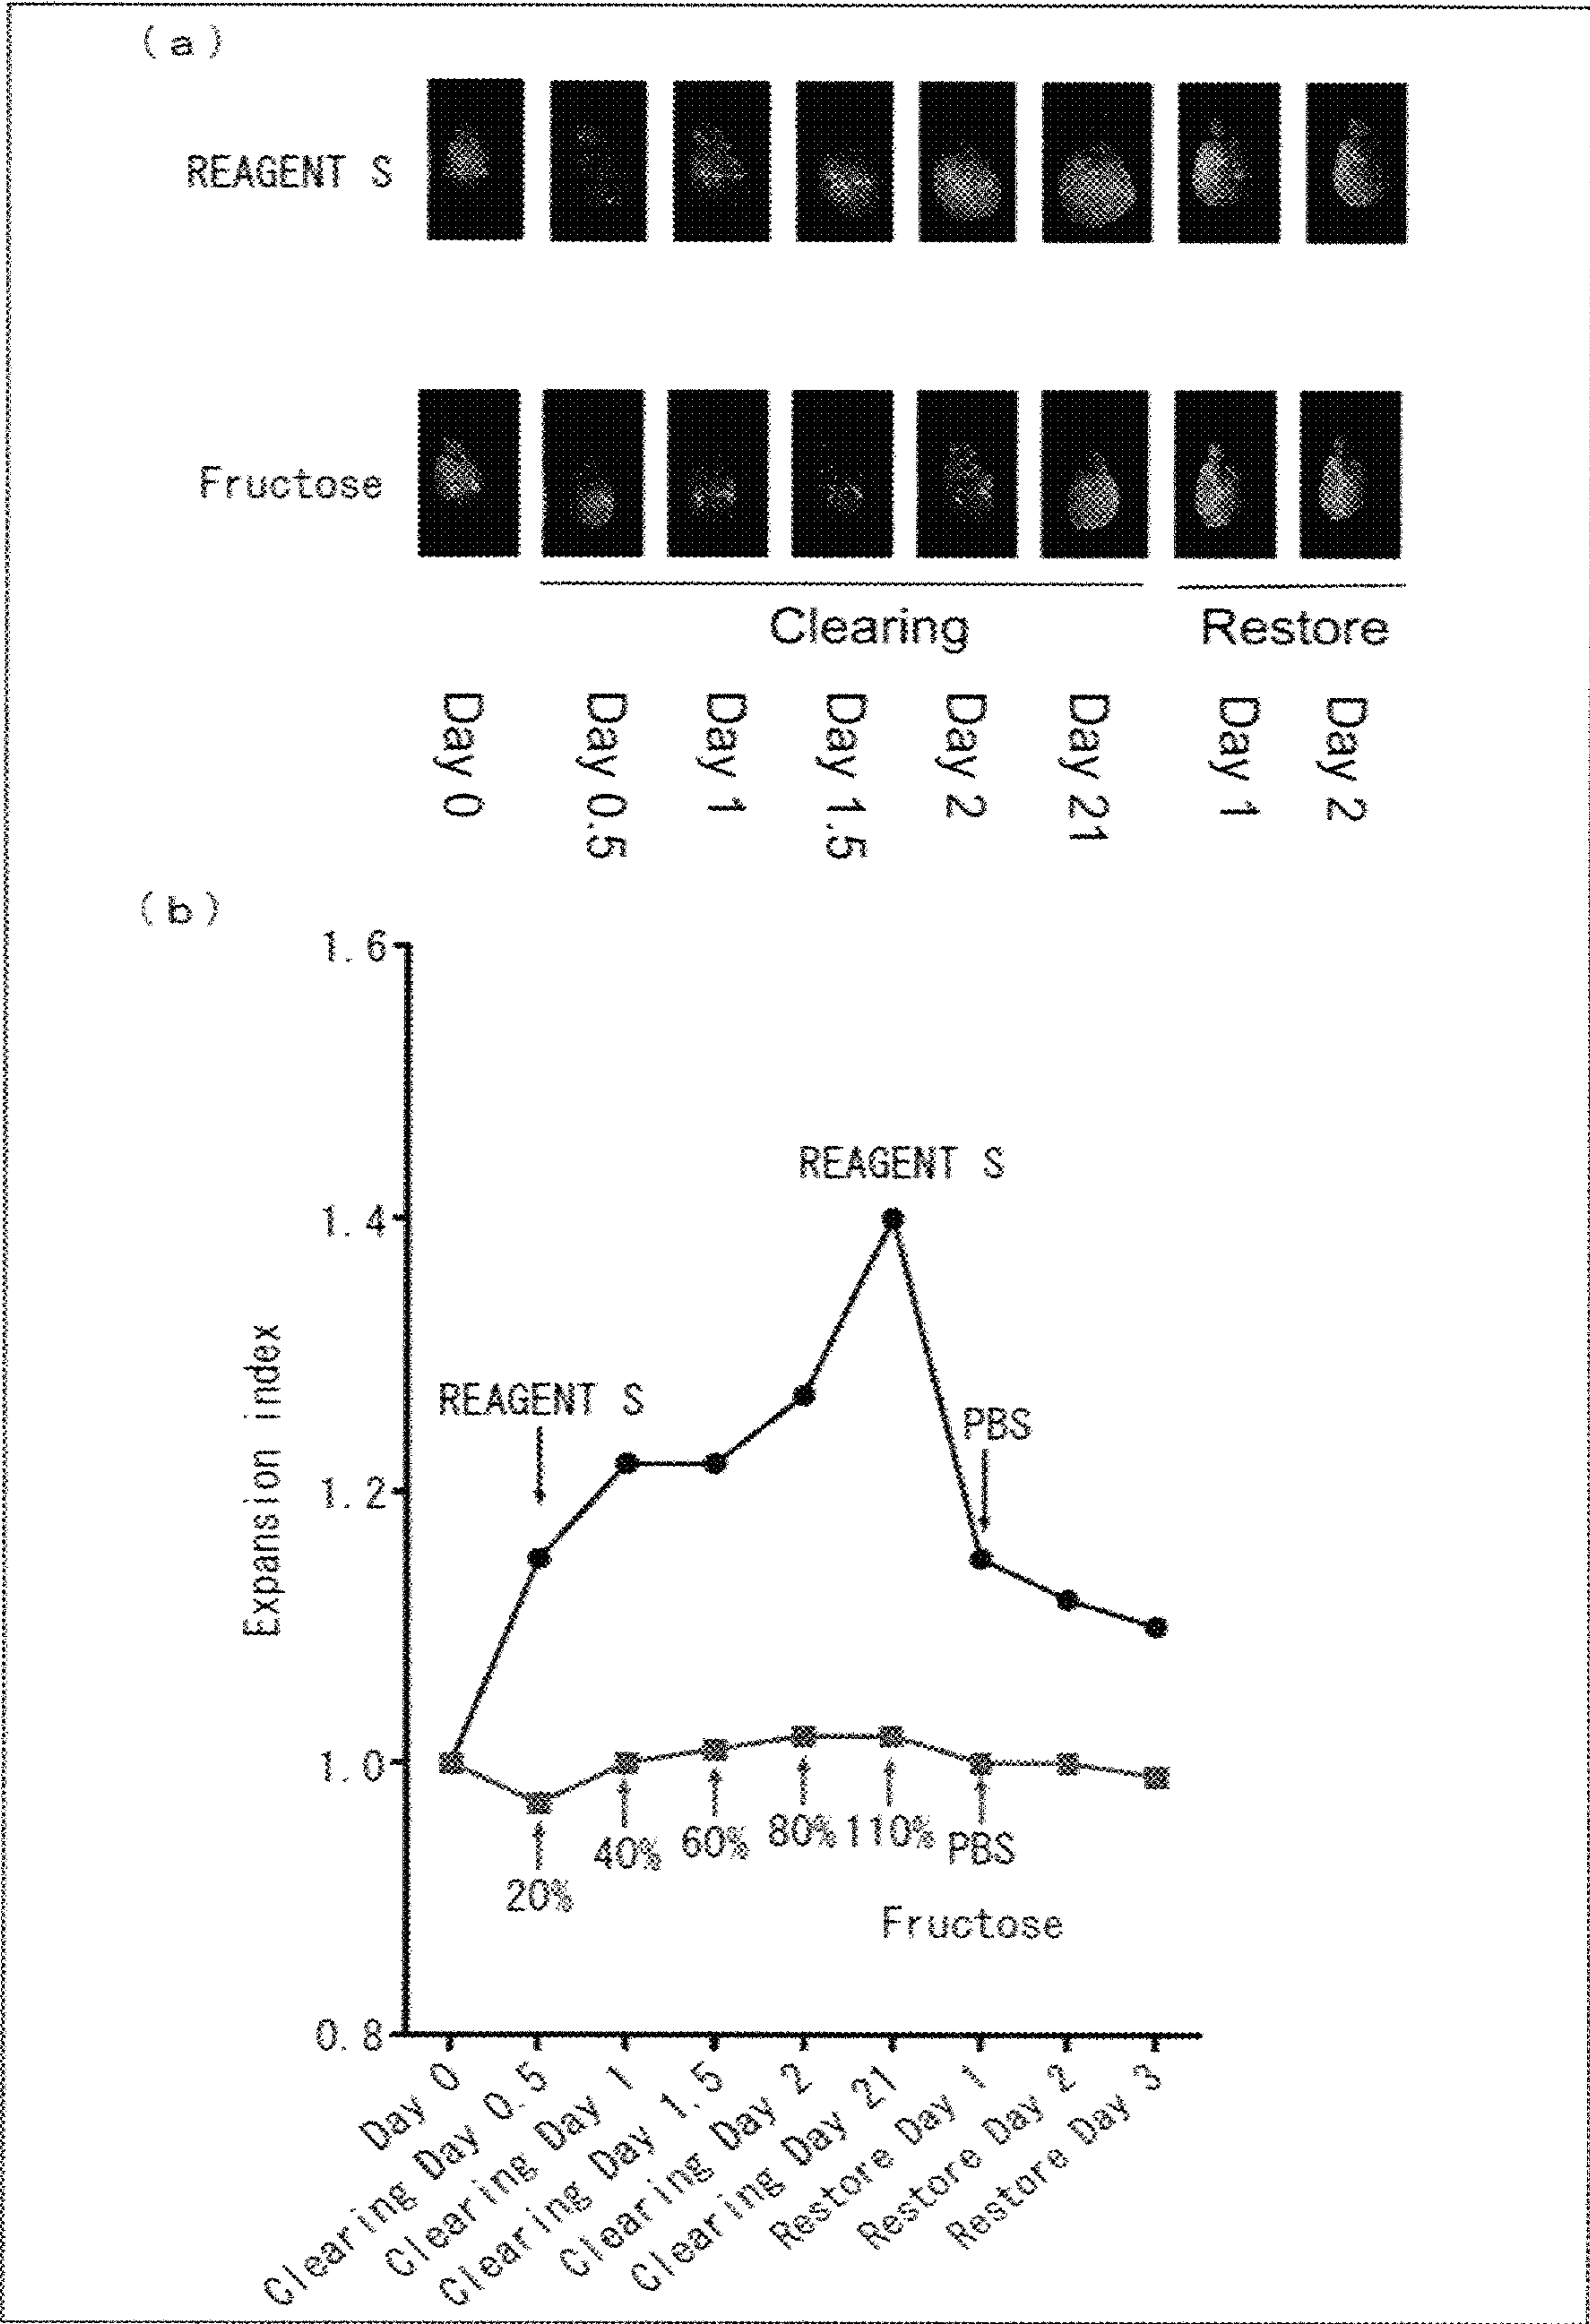 (a)
REAGENT S
Fructose
Clearing
Restore
Day 0
Day 0.5
Day 1
Day 1.5
Day 2
Day 21
Day 1
Day 2
(b)
1.6
1.4
1.2
1.0
0.8
Expansion index
REAGENT S
REAGENT S
PBS
20%
40%
60%
80%
110%
PBS
Fructose
Day 0
Clearing Day 0.5
Clearing Day 1
Clearing Day 1.5
Clearing Day 2
Clearing Day 21
Restore Day 1
Restore Day 2
Restore Day 3